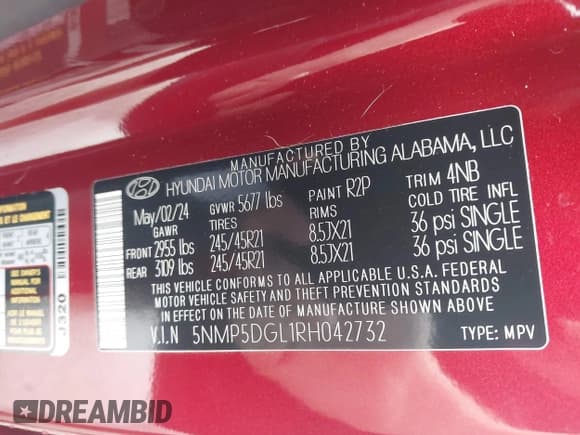 MANUFACTURED BY
HYUNDAI MOTOR MANUFACTURING ALABAMA, LLC
May/02/24 GVWR 5677 lbs PAINT R2P TRIM 4NB
GAWR TIRES RIMS COLD TIRE INFL
FRONT 2955 lbs 245/45R21 8.5JX21 36 psi SINGLE
REAR 3109 lbs 245/45R21 8.5JX21 36 psi SINGLE
THIS VEHICLE CONFORMS TO ALL APPLICABLE U.S.A. FEDERAL
MOTOR VEHICLE SAFETY AND THEFT PREVENTION STANDARDS
IN EFFECT ON THE DATE OF MANUFACTURE SHOWN ABOVE
V.I.N 5NMP5DGL1RH042732 TYPE: MPV
J320
DREAMBID